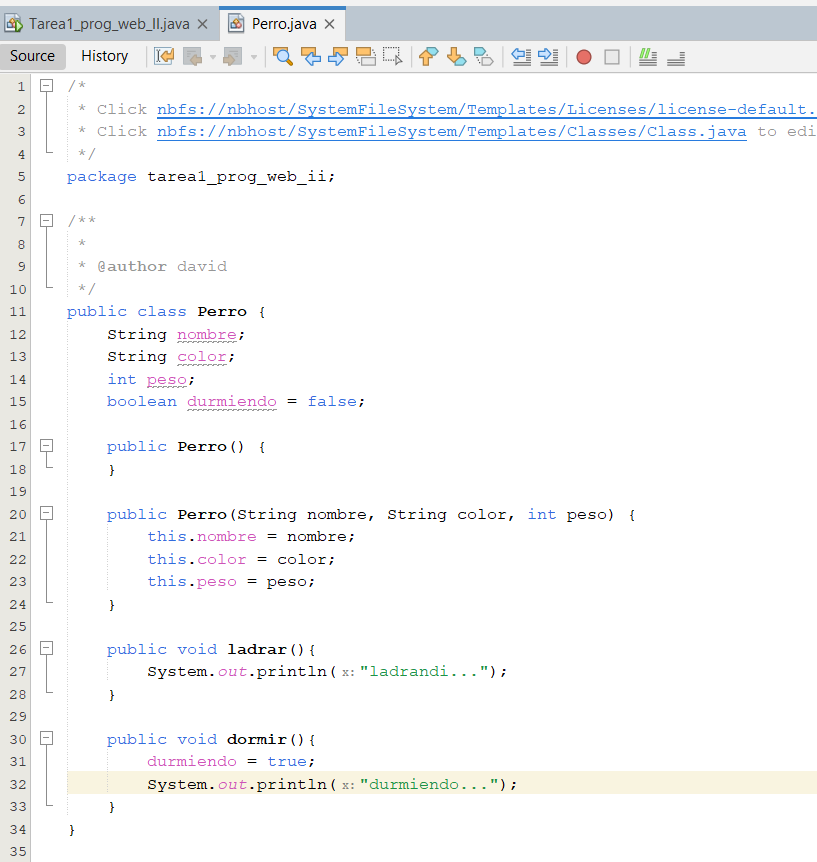 Tarea1_prog_web_II.java × Perro.java ×
Source History
1 /*
2 * Click nbfs://nbhost/SystemFileSystem/Templates/Licenses/license-default.
3 * Click nbfs://nbhost/SystemFileSystem/Templates/Classes/Class.java to edi
4 */
5 package tarea1_prog_web_ii;
6
7 /**
8 *
9 * @author david
10 */
11 public class Perro {
12 String nombre;
13 String color;
14 int peso;
15 boolean durmiendo = false;
16
17 public Perro() {
18 }
19
20 public Perro(String nombre, String color, int peso) {
21 this.nombre = nombre;
22 this.color = color;
23 this.peso = peso;
24 }
25
26 public void ladrar(){
27 System.out.println( x: "ladrandi...");
28 }
29
30 public void dormir(){
31 durmiendo = true;
32 System.out.println( x: "durmiendo...");
33 }
34 }
35